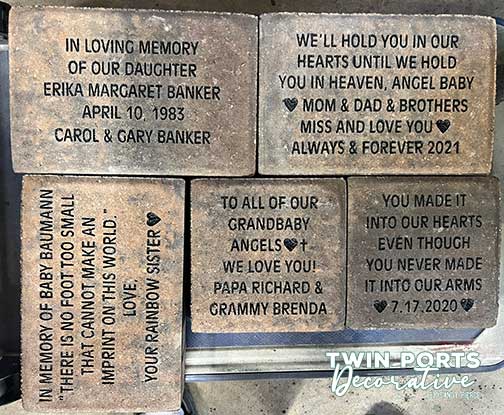 IN LOVING MEMORY
OF OUR DAUGHTER
ERIKA MARGARET BANKER
APRIL 10, 1983
CAROL & GARY BANKER
WE'LL HOLD YOU IN OUR
HEARTS UNTIL WE HOLD
YOU IN HEAVEN, ANGEL BABY
🖤 MOM & DAD & BROTHERS
MISS AND LOVE YOU🖤
ALWAYS & FOREVER 2021
IN MEMORY OF BABY BAUMANN
"THERE IS NO FOOT TOO SMALL
THAT CANNOT MAKE AN
IMPRINT ON THIS WORLD."
LOVE,
YOUR RAINBOW SISTER🖤
TO ALL OF OUR
GRANDBABY
ANGELS🖤✝
WE LOVE YOU!
PAPA RICHARD &
GRAMMY BRENDA
YOU MADE IT
INTO OUR HEARTS
EVEN THOUGH
YOU NEVER MADE
IT INTO OUR ARMS
🖤7.17.2020🖤
TWIN PORTS
Decorative